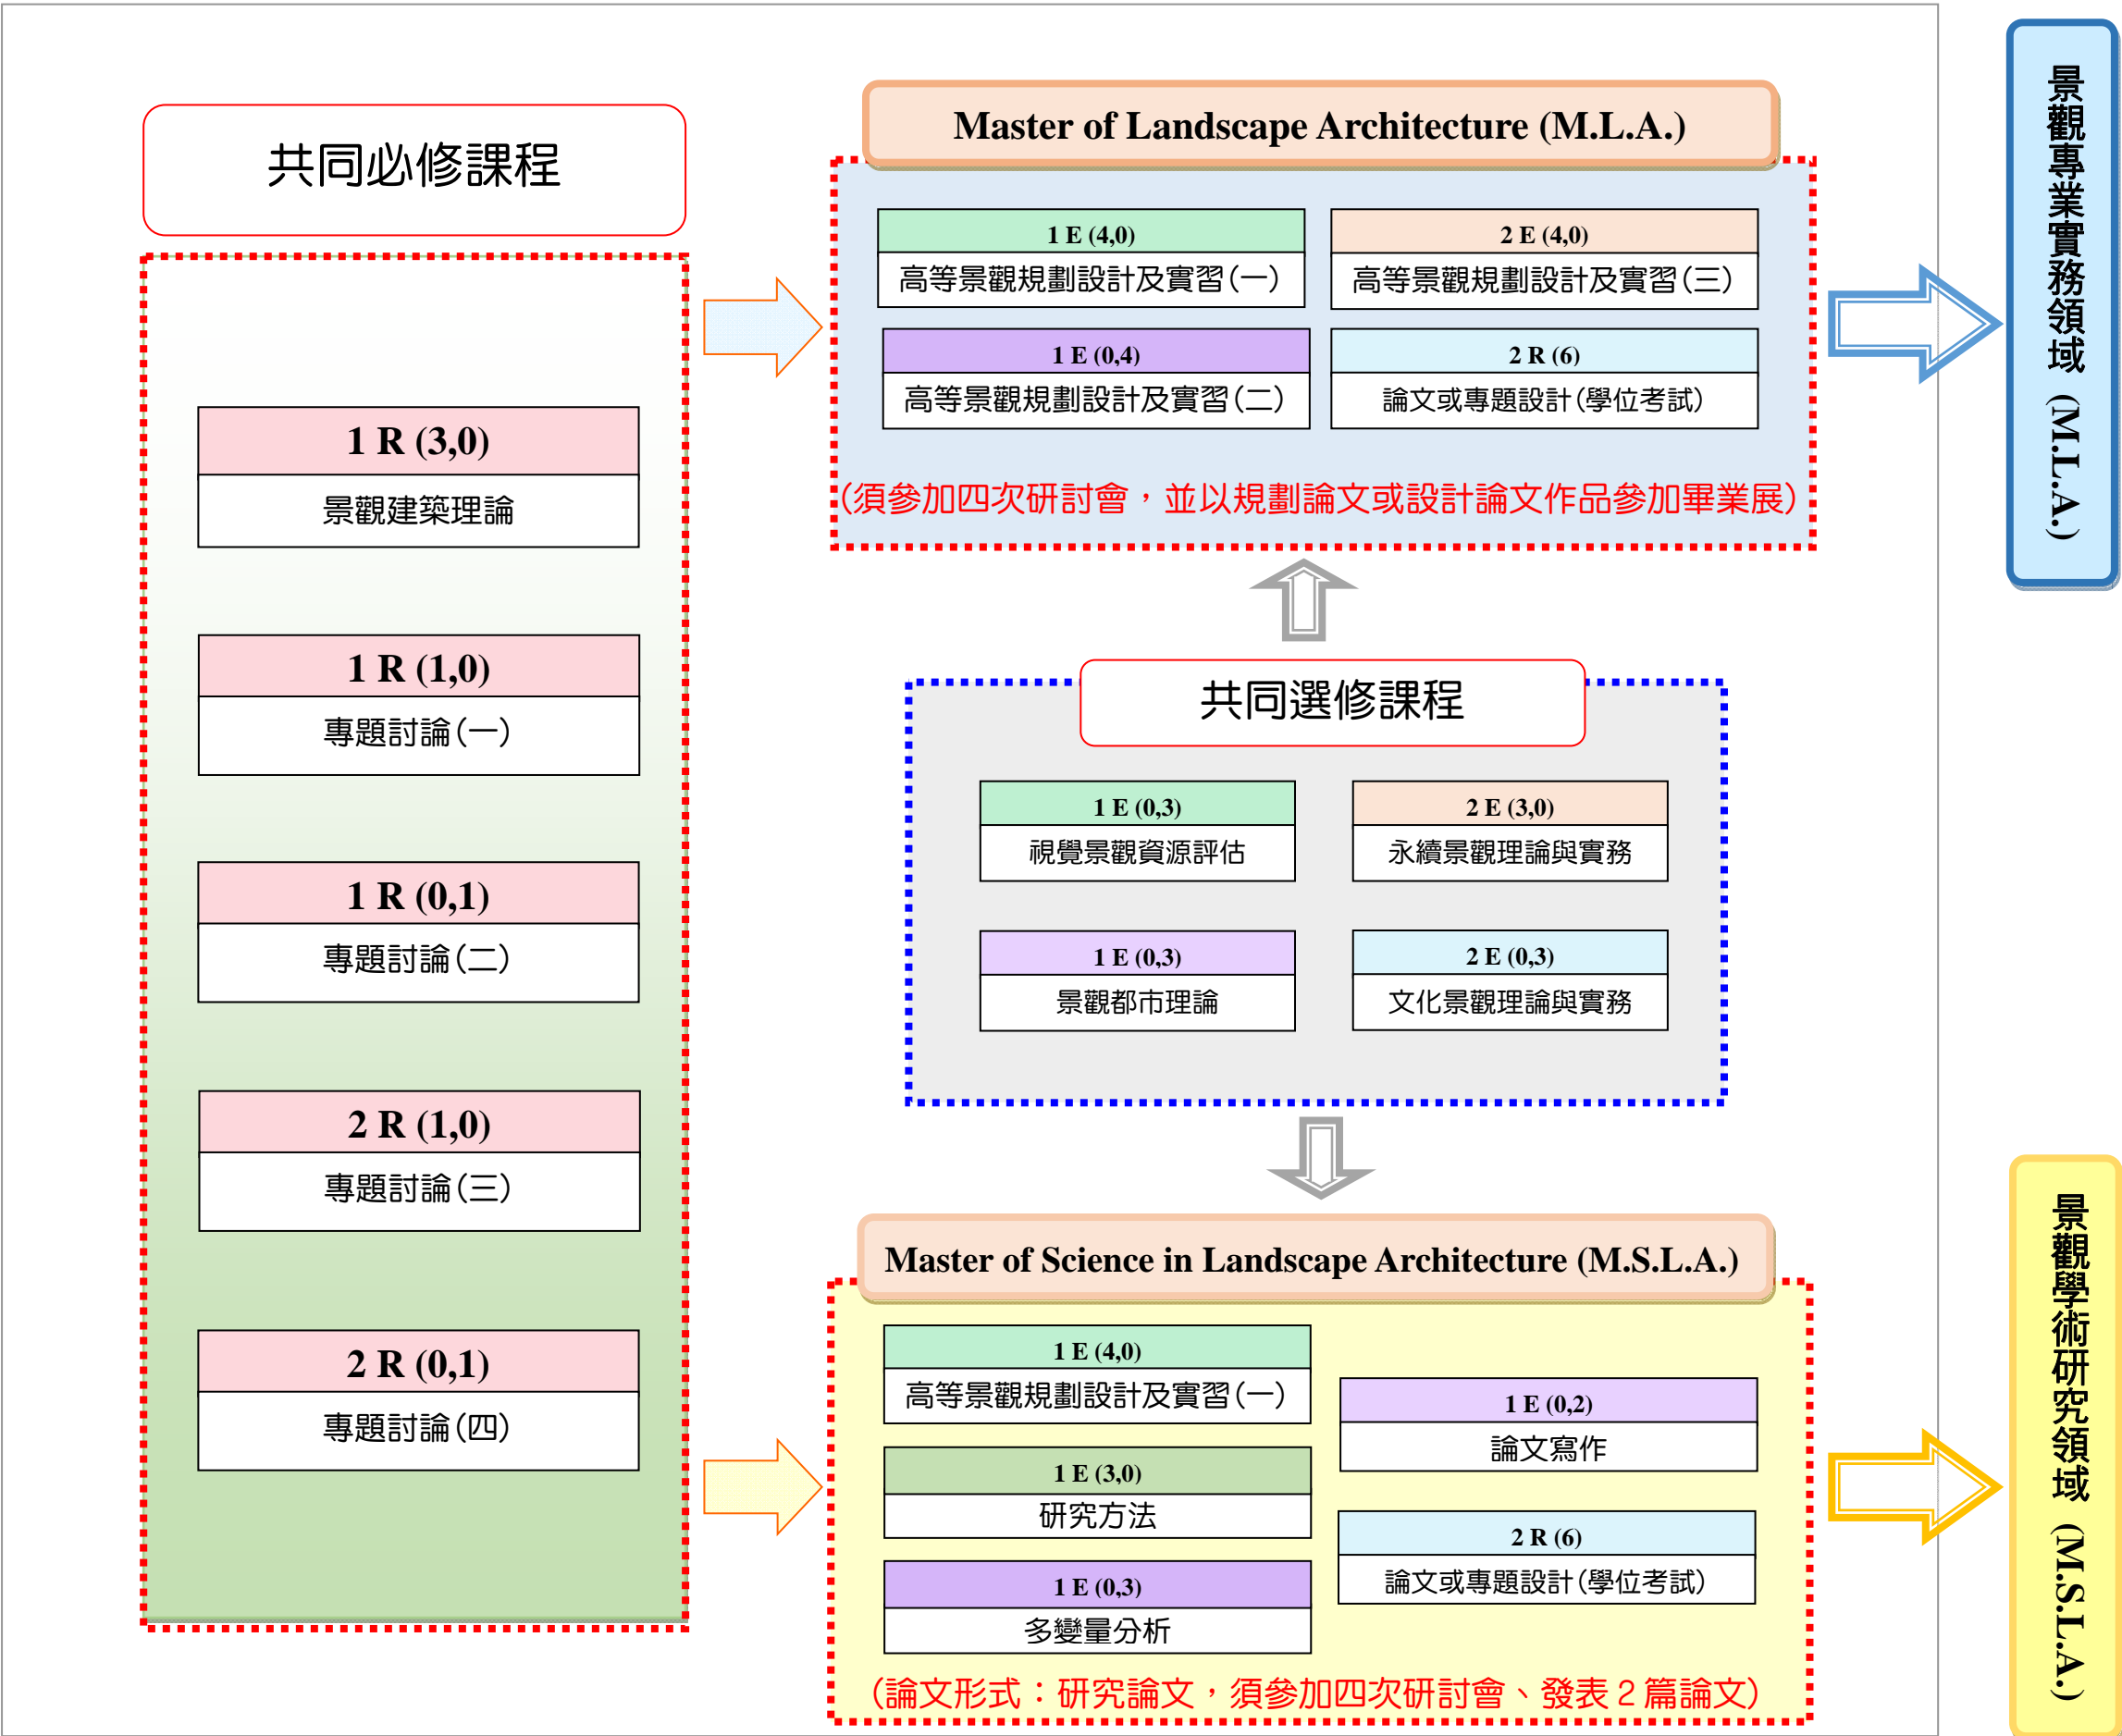 共同必修課程
1 R (3,0)
景觀建築理論
1 R (1,0)
專題討論(一)
1 R (0,1)
專題討論(二)
2 R (1,0)
專題討論(三)
2 R (0,1)
專題討論(四)
Master of Landscape Architecture (M.L.A.)
1 E (4,0)
高等景觀規劃設計及實習(一)
2 E (4,0)
高等景觀規劃設計及實習(三)
1 E (0,4)
高等景觀規劃設計及實習(二)
2 R (6)
論文或專題設計(學位考試)
(須參加四次研討會，並以規劃論文或設計論文作品參加畢業展)
共同選修課程
1 E (0,3)
視覺景觀資源評估
2 E (3,0)
永續景觀理論與實務
1 E (0,3)
景觀都市理論
2 E (0,3)
文化景觀理論與實務
Master of Science in Landscape Architecture (M.S.L.A.)
1 E (4,0)
高等景觀規劃設計及實習(一)
1 E (3,0)
研究方法
1 E (0,3)
多變量分析
1 E (0,2)
論文寫作
2 R (6)
論文或專題設計(學位考試)
(論文形式：研究論文，須參加四次研討會、發表2篇論文)
景觀專業實務領域 (M.L.A.)
景觀學術研究領域 (M.S.L.A.)